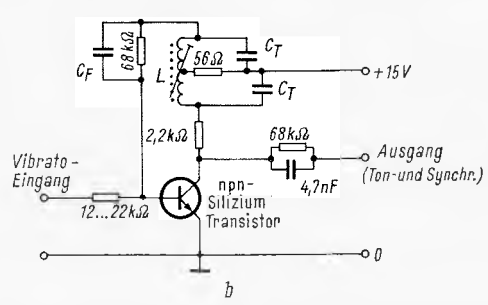 C_F
68kΩ
L
56Ω
C_T
C_T
+15V
2,2kΩ
68kΩ
4,7nF
Ausgang
(Ton-und Synchr.)
Vibrato-
Eingang
12...22kΩ
npn-
Silizium
Transistor
0
b